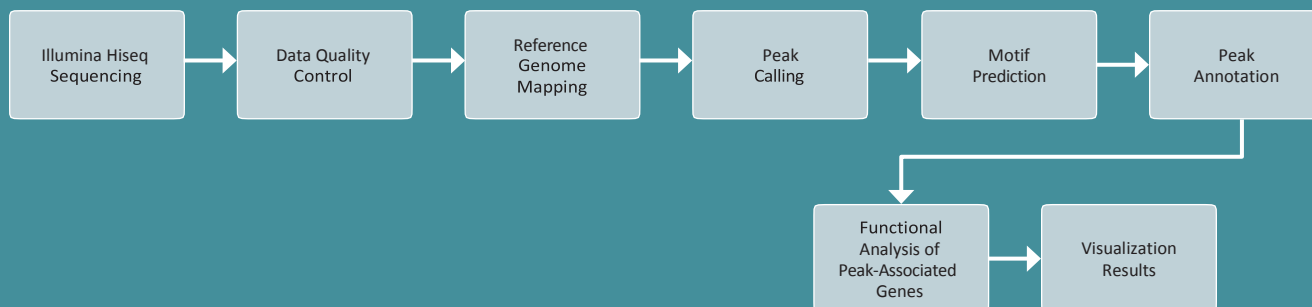 Illumina Hiseq
Sequencing
Data Quality
Control
Reference
Genome
Mapping
Peak
Calling
Motif
Prediction
Peak
Annotation
Functional
Analysis of
Peak-Associated
Genes
Visualization
Results